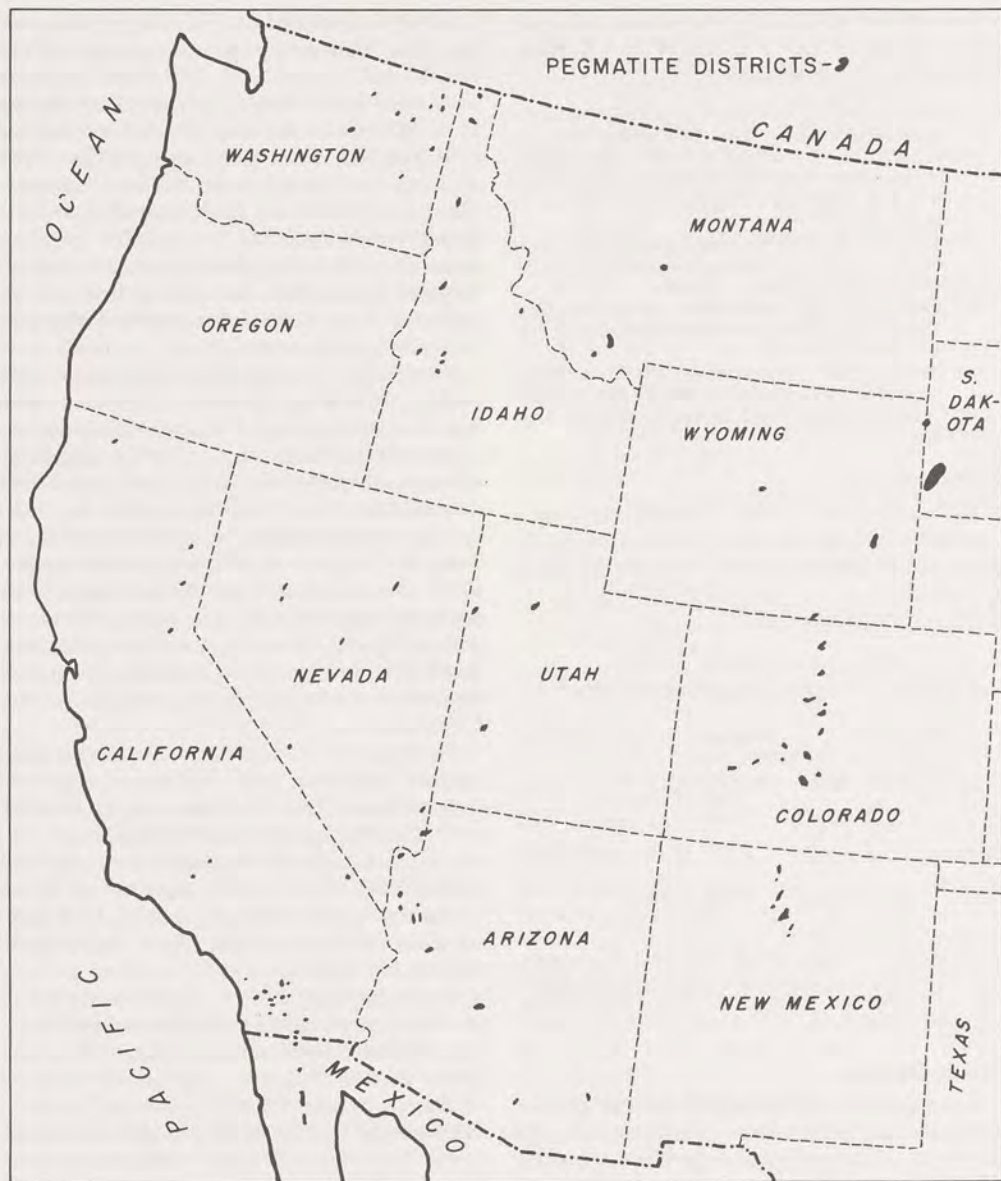 PEGMATITE DISTRICTS-
CANADA
OCEAN
WASHINGTON
MONTANA
OREGON
IDAHO
S.
DAK-
OTA
WYOMING
NEVADA
UTAH
CALIFORNIA
COLORADO
ARIZONA
NEW MEXICO
TEXAS
PACIFIC
MEXICO